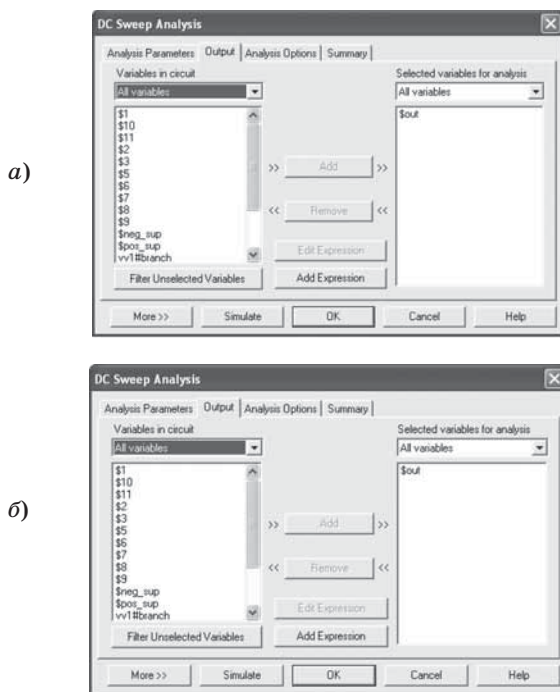 а)
DC Sweep Analysis
Analysis Parameters Output Analysis Options Summary
Variables in circuit
Selected variables for analysis
All variables
All variables
$1
$10
$11
$2
$3
$5
$6
$7
$8
$9
$neg_sup
$pos_sup
vv1#branch
$out
>> Add >>
<< Remove <<
Edit Expression
Filter Unselected Variables
Add Expression
More >> Simulate OK Cancel Help
б)
DC Sweep Analysis
Analysis Parameters Output Analysis Options Summary
Variables in circuit
Selected variables for analysis
All variables
All variables
$1
$10
$11
$2
$3
$5
$6
$7
$8
$9
$neg_sup
$pos_sup
vv1#branch
$out
>> Add >>
<< Remove <<
Edit Expression
Filter Unselected Variables
Add Expression
More >> Simulate OK Cancel Help